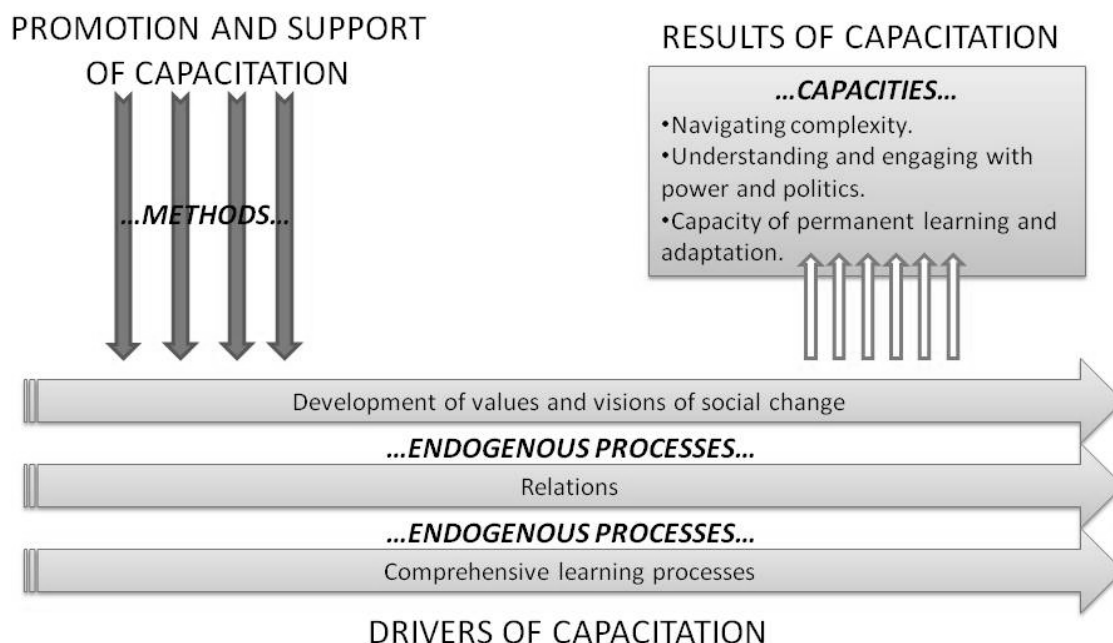 PROMOTION AND SUPPORT
OF CAPACITATION
...METHODS...
RESULTS OF CAPACITATION
...CAPACITIES...
•Navigating complexity.
•Understanding and engaging with
power and politics.
•Capacity of permanent learning and
adaptation.
Development of values and visions of social change
...ENDOGENOUS PROCESSES...
Relations
...ENDOGENOUS PROCESSES...
Comprehensive learning processes
DRIVERS OF CAPACITATION